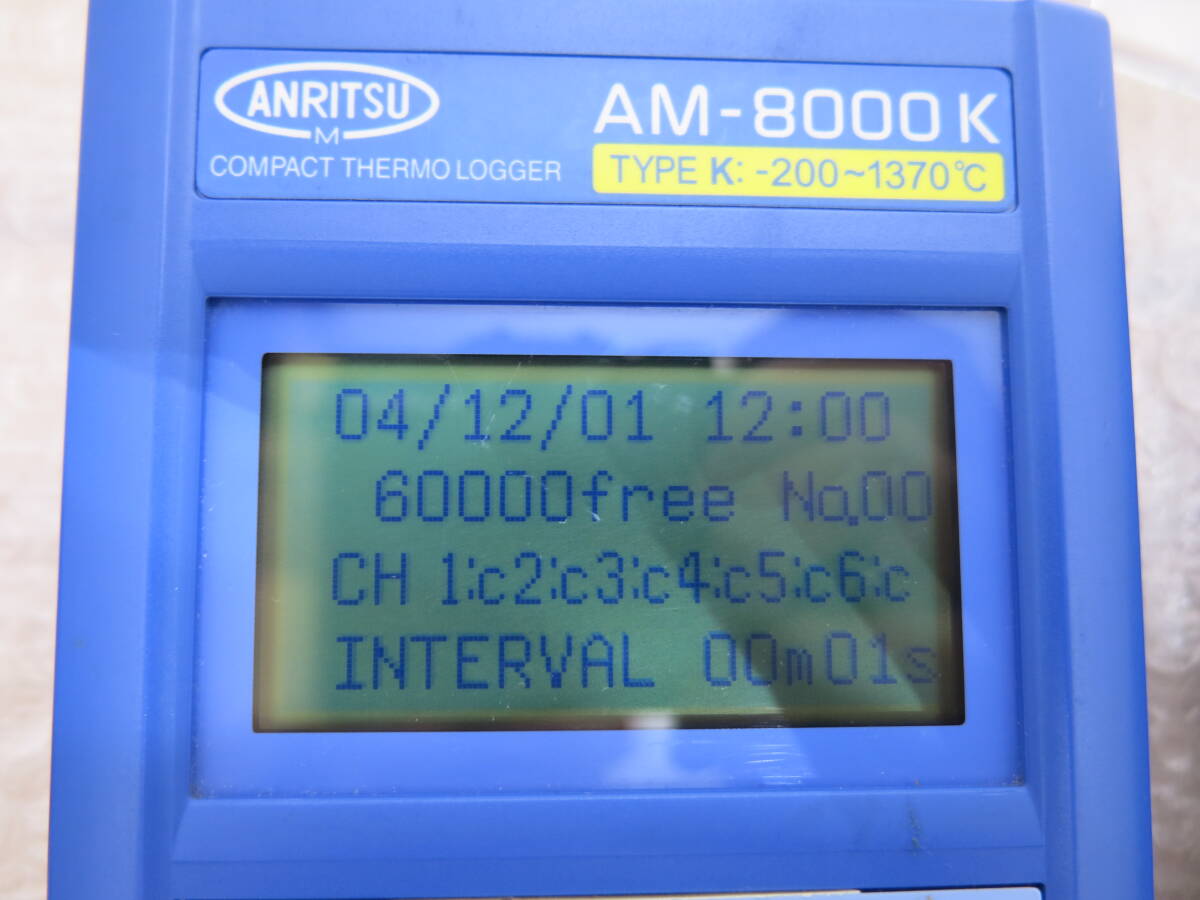 ANRITSU
M
COMPACT THERMO LOGGER
AM-8000K
TYPE K: -200~1370℃
04/12/01 12:00
60000free No.00
CH 1:c2:c3:c4:c5:c6:c
INTERVAL 00m01s